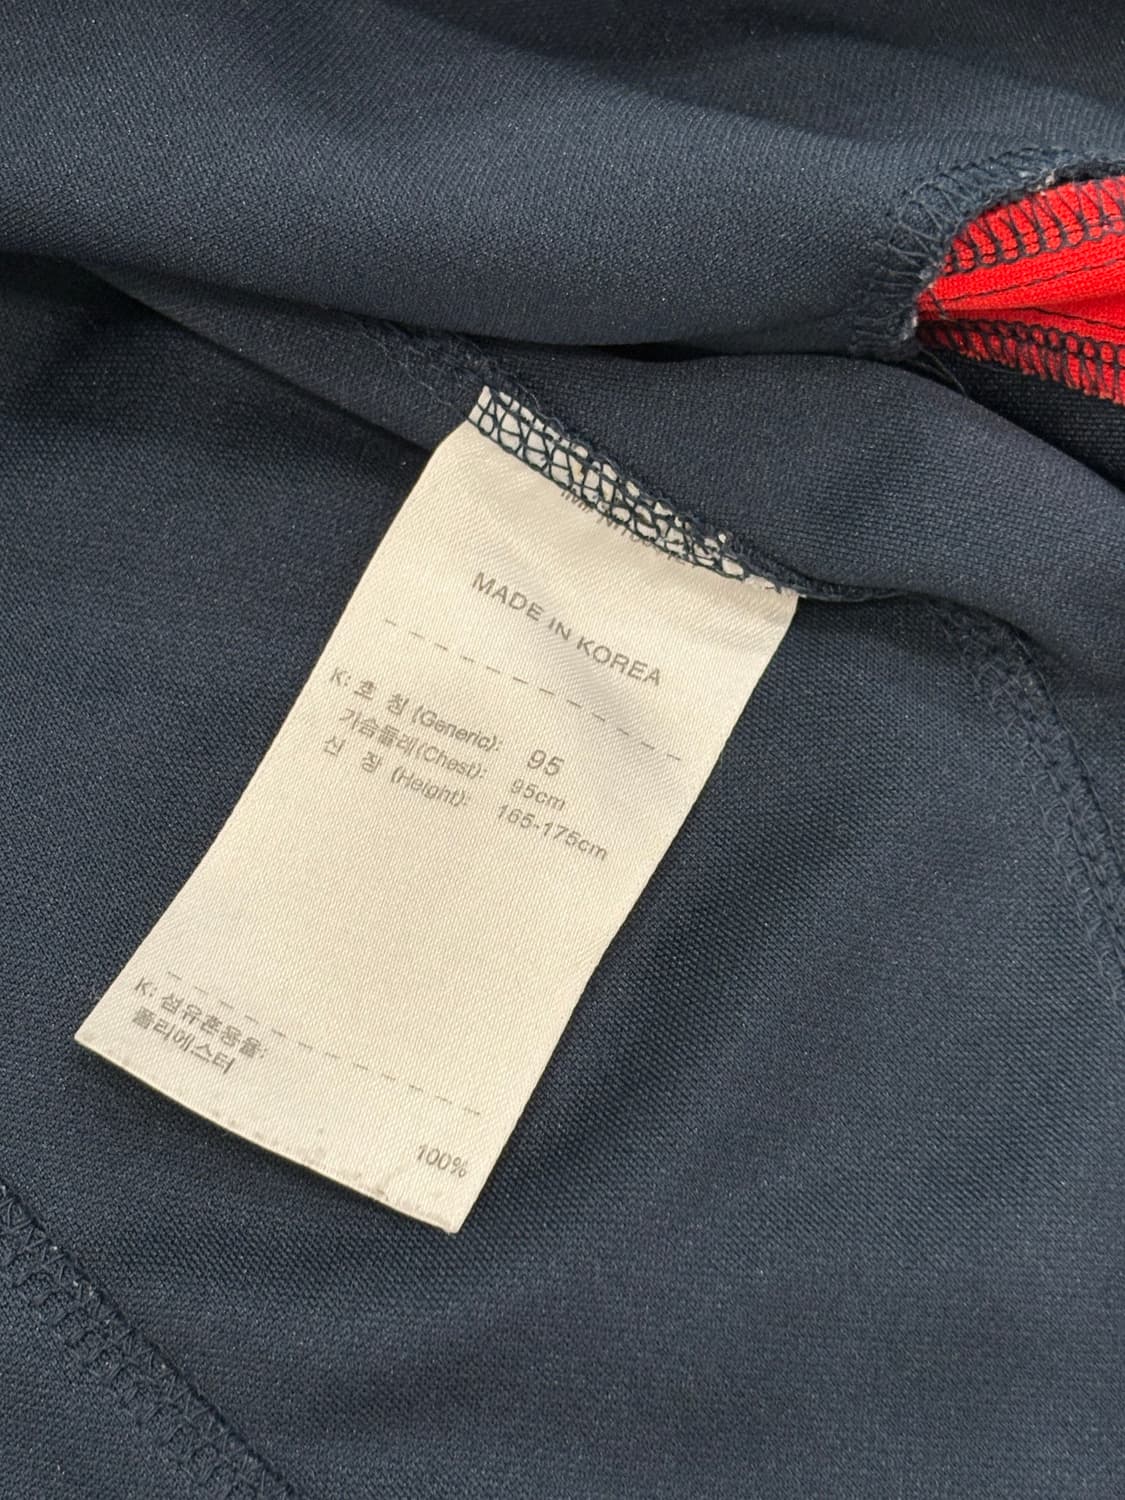 MADE IN KOREA
K: 호 칭 (Generic): 95
가슴둘레(Chest): 95cm
신 장 (Height): 165-175cm
K: 섬유혼용율:
폴리에스터
100%